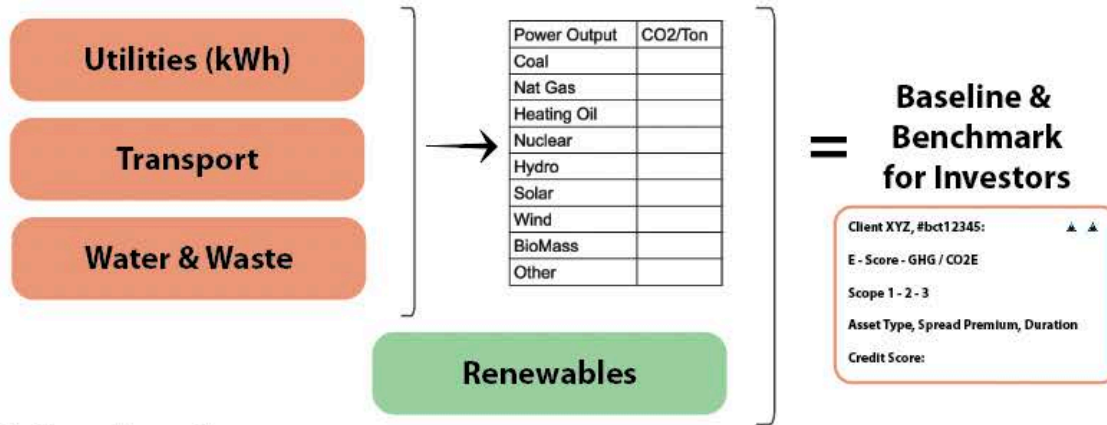 Utilities (kWh)
Transport
Water & Waste
Power Output CO2/Ton
Coal
Nat Gas
Heating Oil
Nuclear
Hydro
Solar
Wind
BioMass
Other
Renewables
=
Baseline &
Benchmark
for Investors
Client XYZ, #bct12345:
E - Score - GHG / CO2E
Scope 1 - 2 - 3
Asset Type, Spread Premium, Duration
Credit Score: